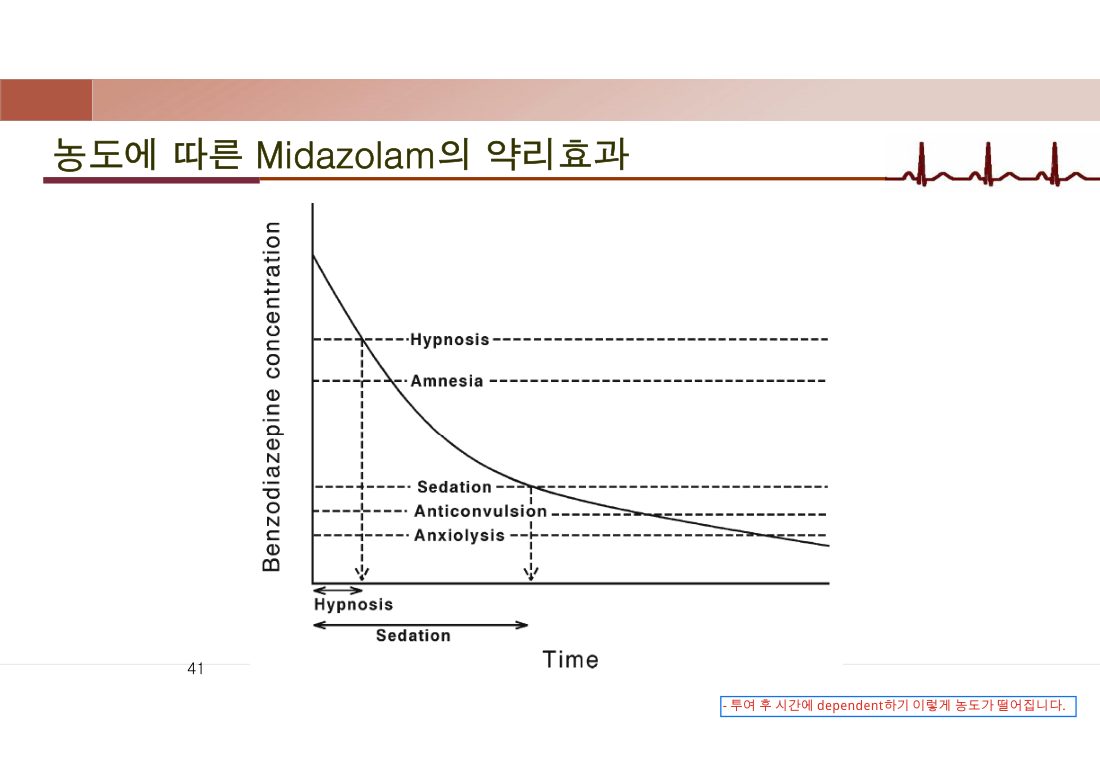 농도에 따른 Midazolam의 약리효과
Benzodiazepine concentration
Hypnosis
Amnesia
Sedation
Anticonvulsion
Anxiolysis
Hypnosis
Sedation
Time
41
- 투여 후 시간에 dependent하기 이렇게 농도가 떨어집니다.